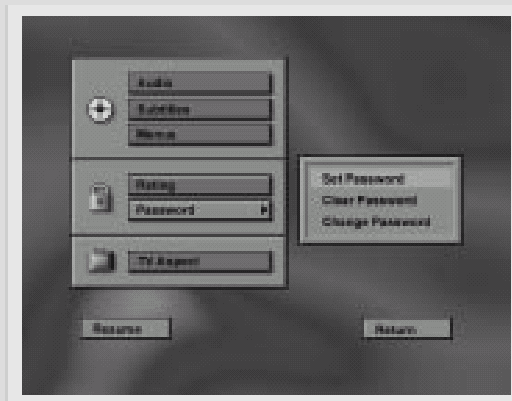 Audio
Subtitles
Menus
Rating
Password
Set Password
Clear Password
Change Password
TV Aspect
Resume
Return